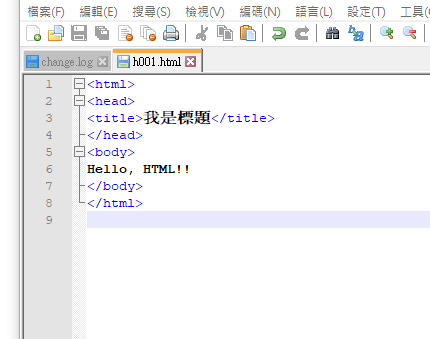 檔案(F) 編輯(E) 搜尋(S) 檢視(V) 編碼(N) 語言(L) 設定(T) 工具(
change.log h001.html
1 <html>
2 <head>
3 <title>我是標題</title>
4 </head>
5 <body>
6 Hello, HTML!!
7 </body>
8 </html>
9